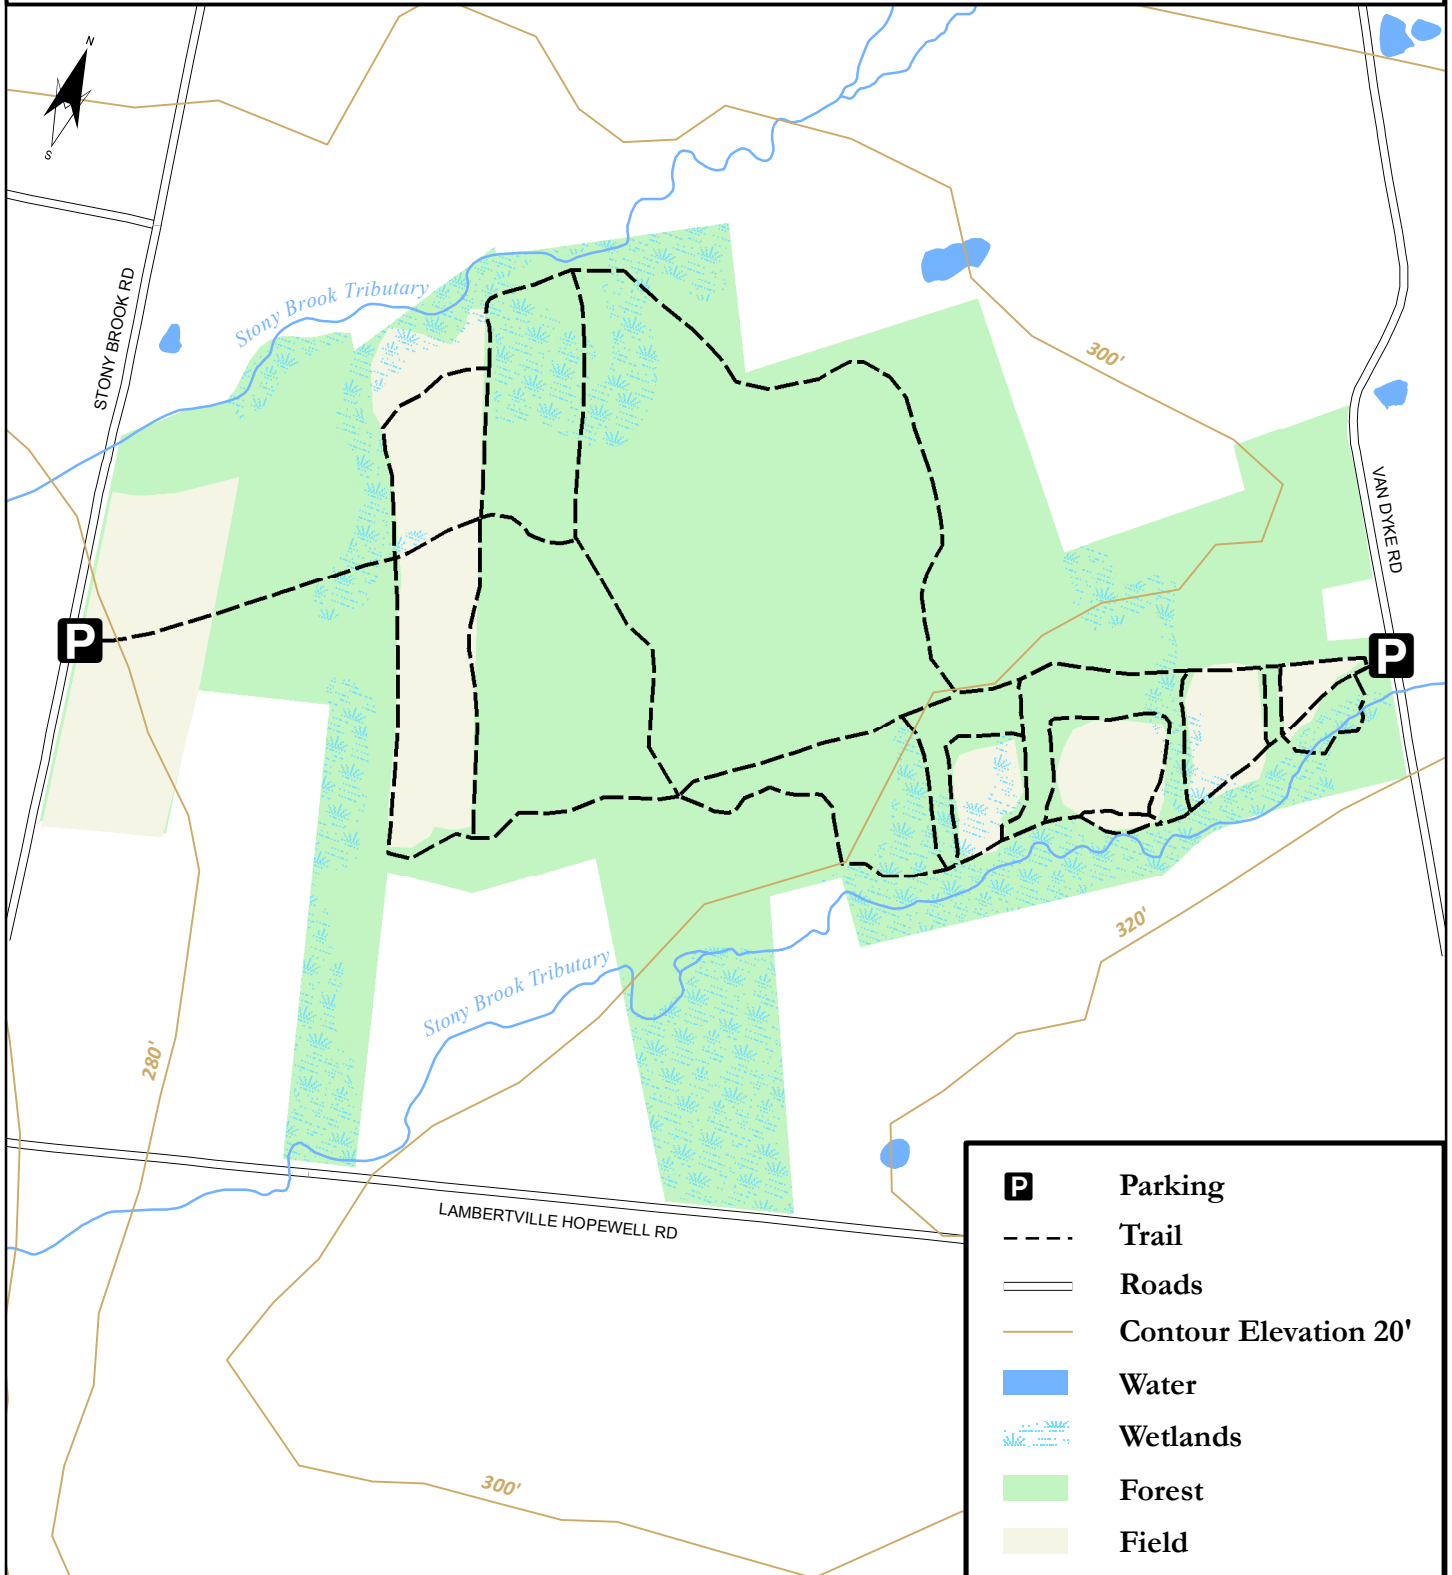 N
S
STONY BROOK RD
Stony Brook Tributary
300'
VAN DYKE RD
P
P
320'
Stony Brook Tributary
280'
LAMBERTVILLE HOPEWELL RD
300'
P Parking
Trail
Roads
Contour Elevation 20'
Water
Wetlands
Forest
Field